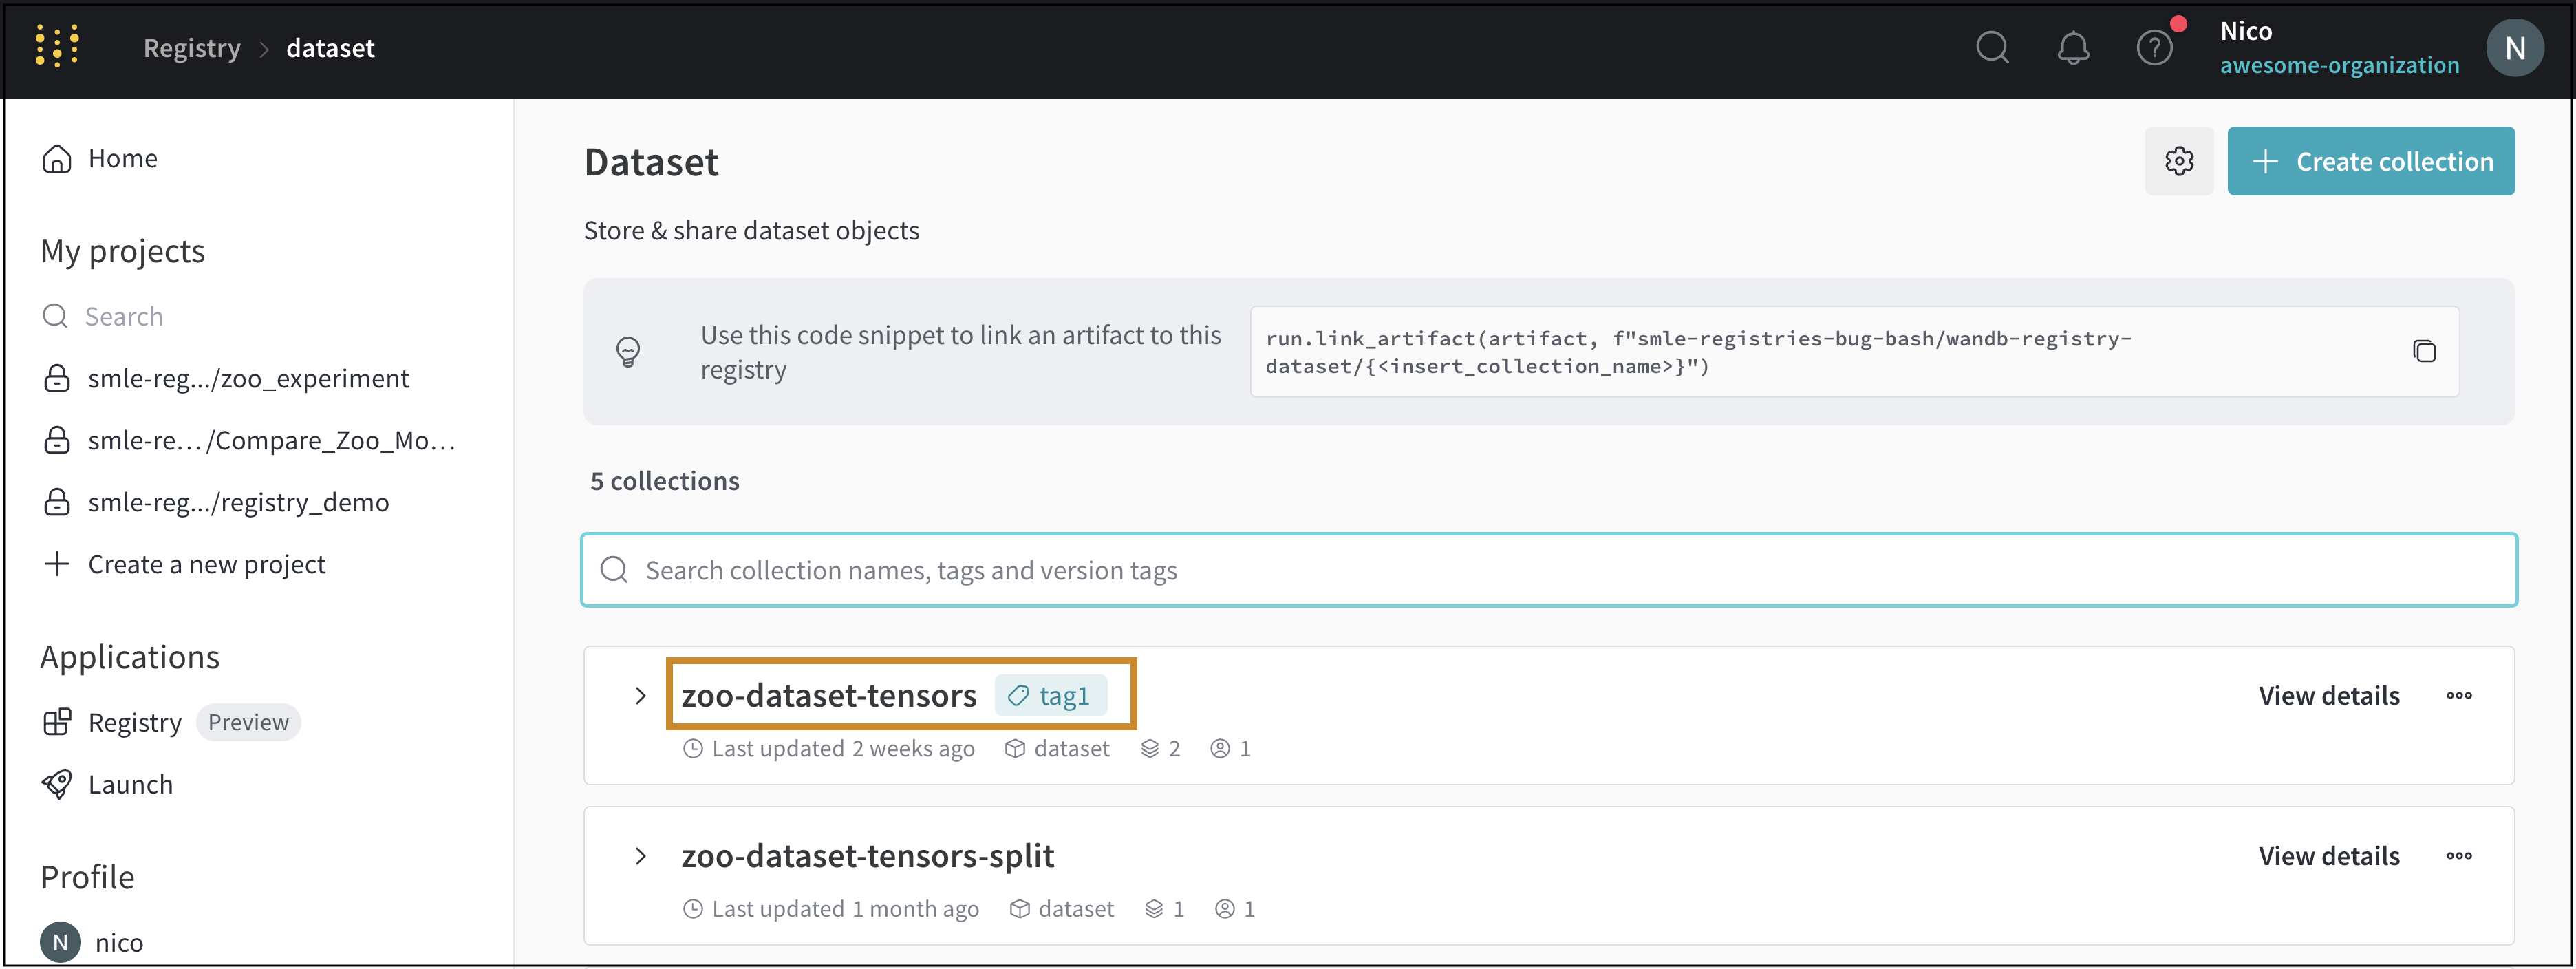 Registry > dataset
Nico
awesome-organization
N
Home
My projects
Search
smle-reg.../zoo_experiment
smle-re.../Compare_Zoo_Mo...
smle-reg.../registry_demo
Create a new project
Applications
Registry Preview
Launch
Profile
N nico
Dataset
Create collection
Store & share dataset objects
Use this code snippet to link an artifact to this
registry
run.link_artifact(artifact, f"smle-registries-bug-bash/wandb-registry-
dataset/{<insert_collection_name>}")
5 collections
Search collection names, tags and version tags
zoo-dataset-tensors tag1
View details
Last updated 2 weeks ago dataset 2 1
zoo-dataset-tensors-split
View details
Last updated 1 month ago dataset 1 1